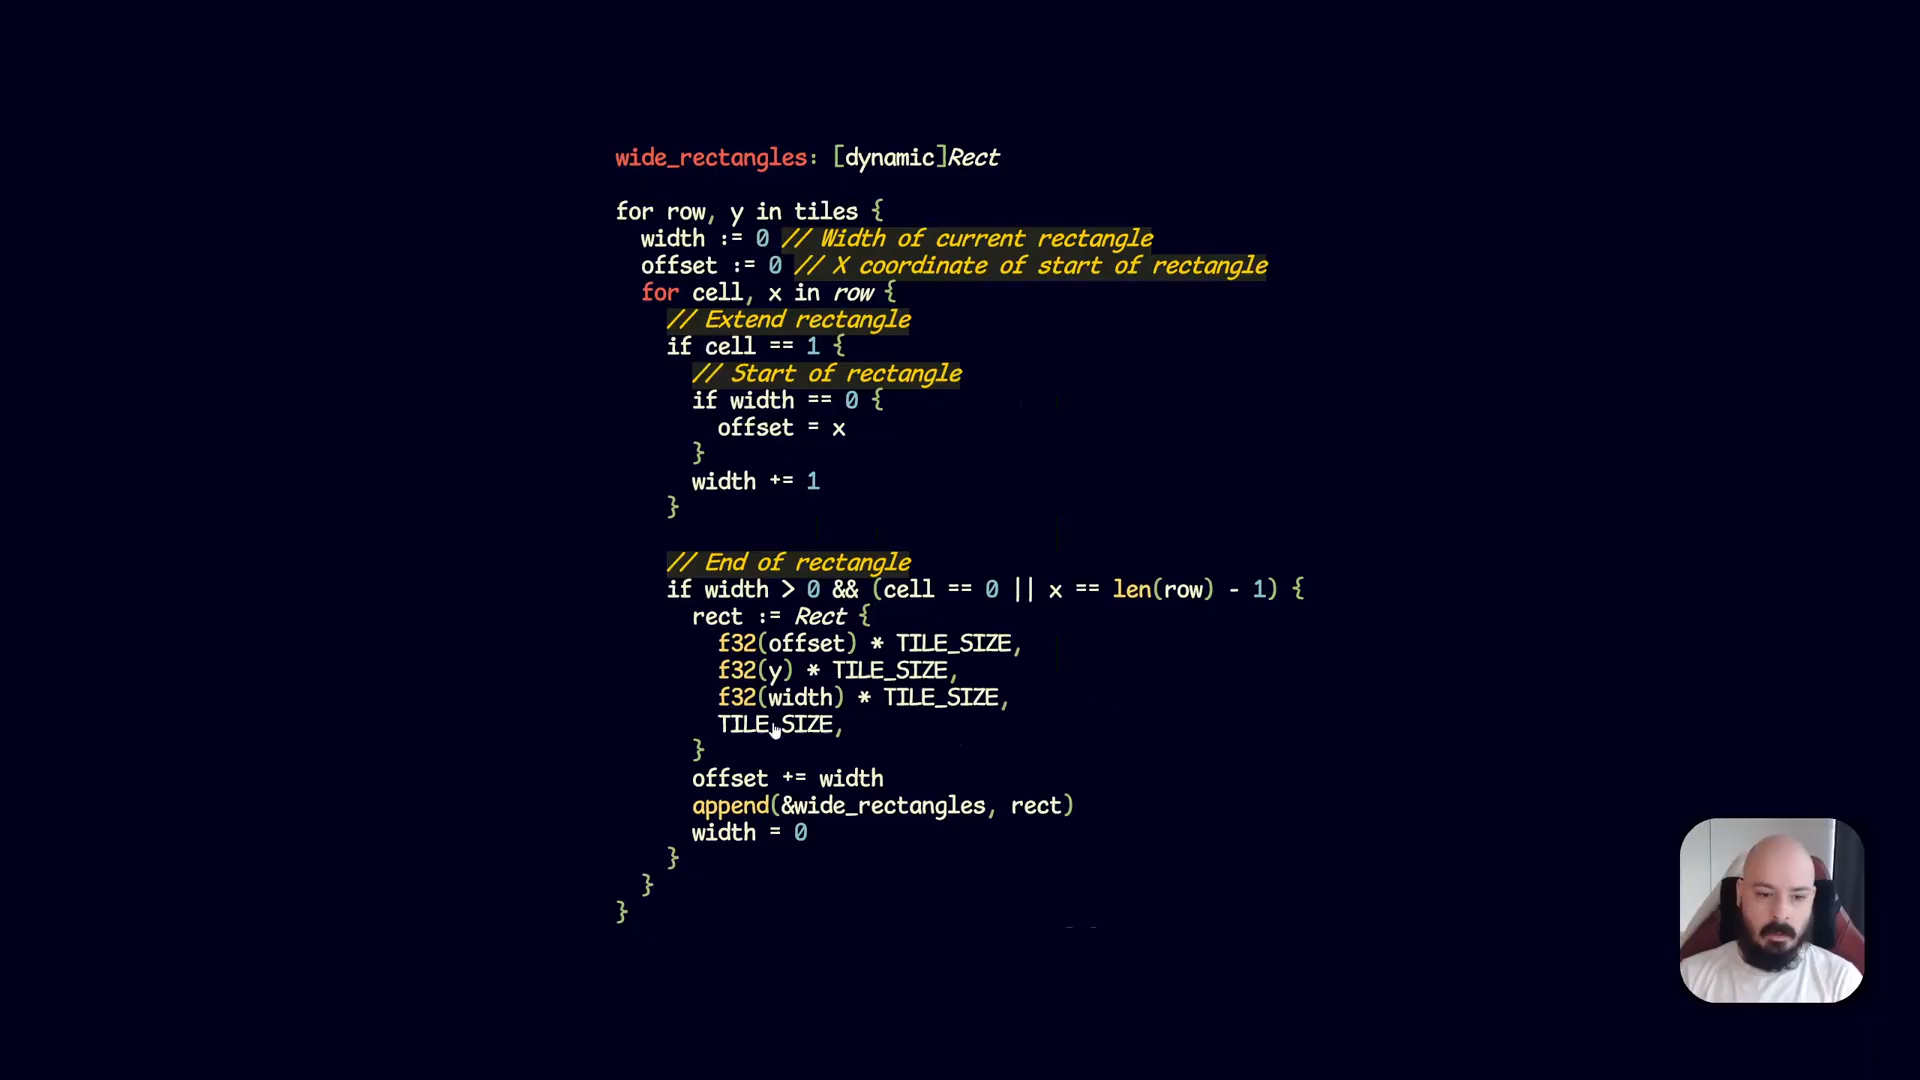 wide_rectangles: [dynamic]Rect
for row, y in tiles {
width := 0 // Width of current rectangle
offset := 0 // X coordinate of start of rectangle
for cell, x in row {
// Extend rectangle
if cell == 1 {
// Start of rectangle
if width == 0 {
offset = x
}
width += 1
}
// End of rectangle
if width > 0 && (cell == 0 || x == len(row) - 1) {
rect := Rect {
f32(offset) * TILE_SIZE,
f32(y) * TILE_SIZE,
f32(width) * TILE_SIZE,
TILE_SIZE,
}
offset += width
append(&wide_rectangles, rect)
width = 0
}
}
}